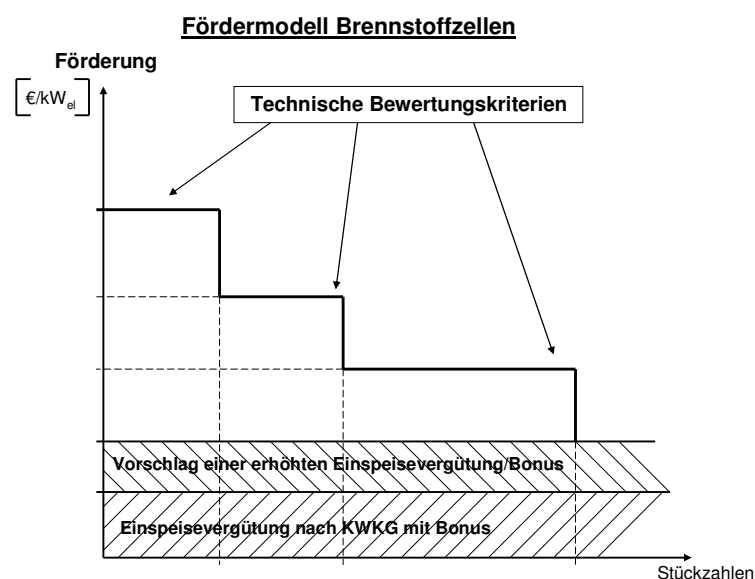 Fördermodell Brennstoffzellen
Förderung
€/kWel
Technische Bewertungskriterien
Vorschlag einer erhöhten Einspeisevergütung/Bonus
Einspeisevergütung nach KWKG mit Bonus
Stückzahlen